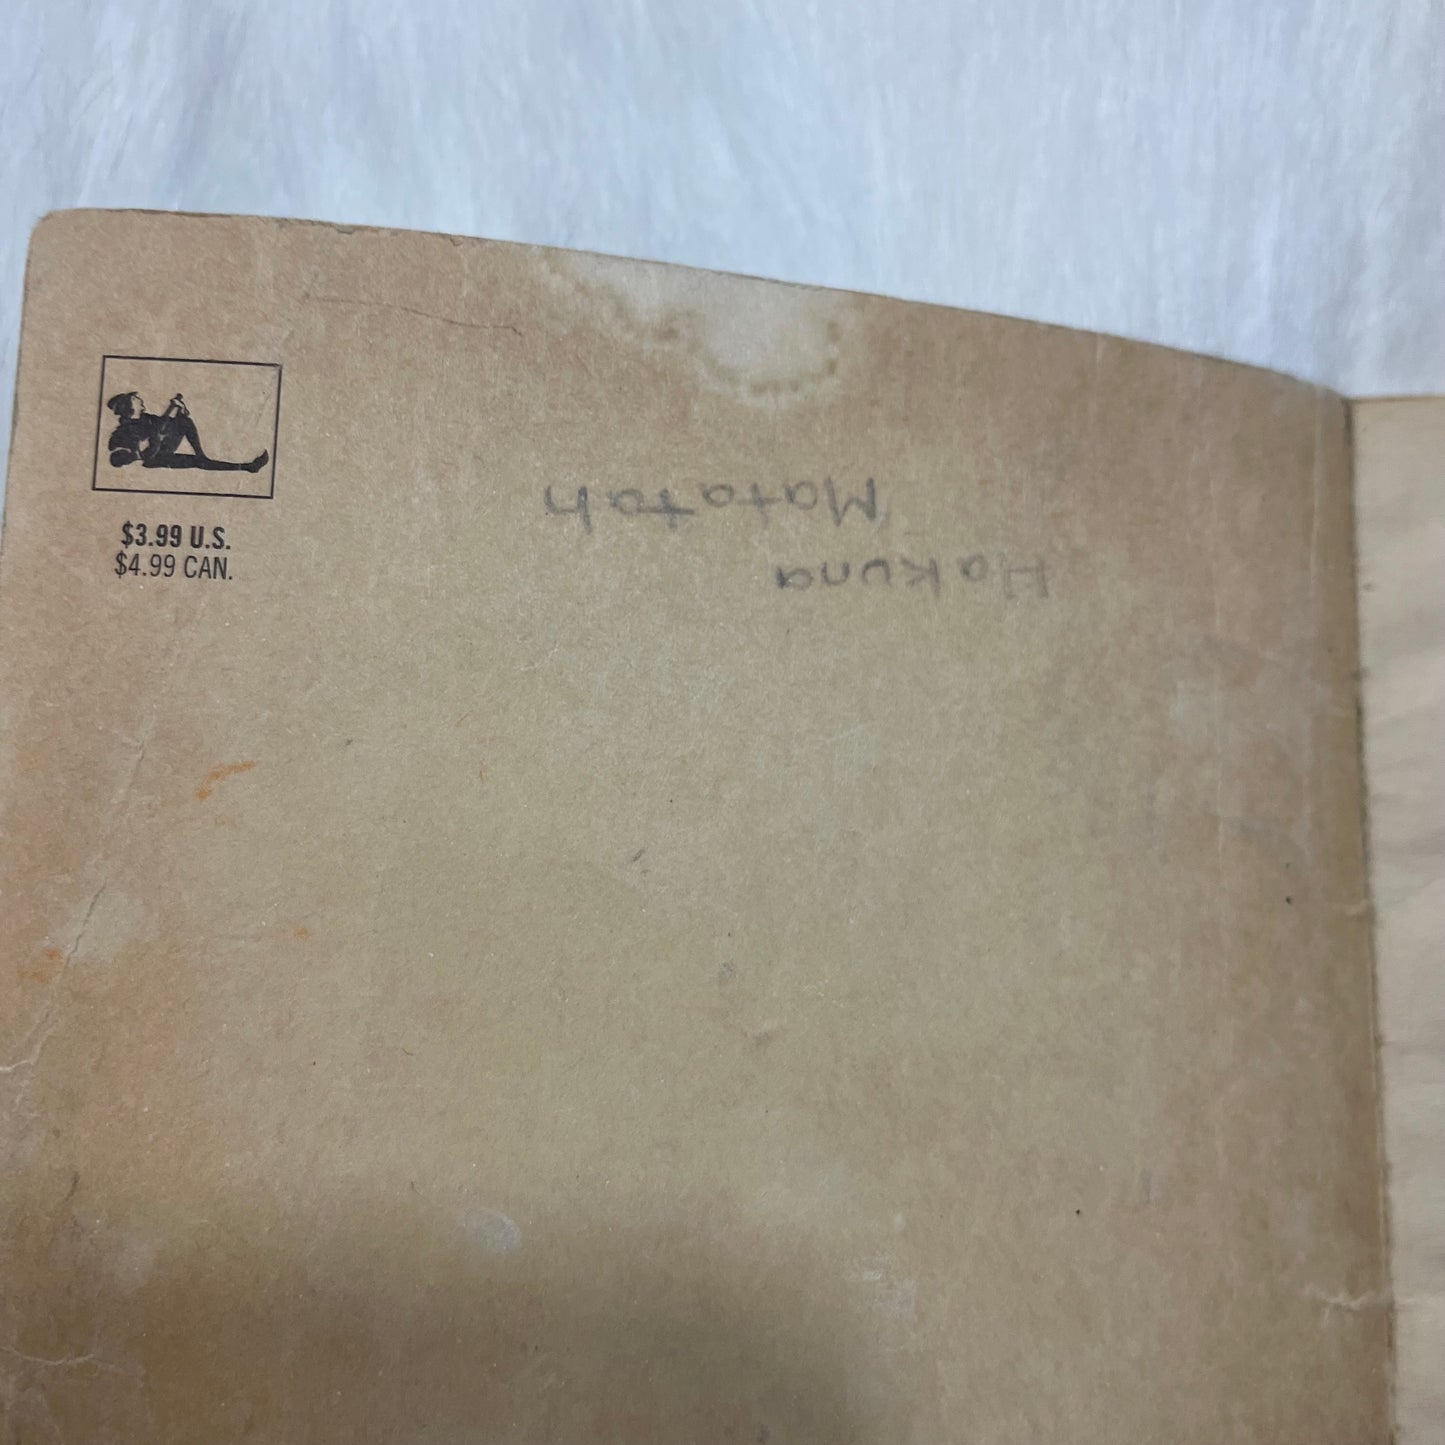 $3.99 U.S.
$4.99 CAN.
Hakuna
Matatah